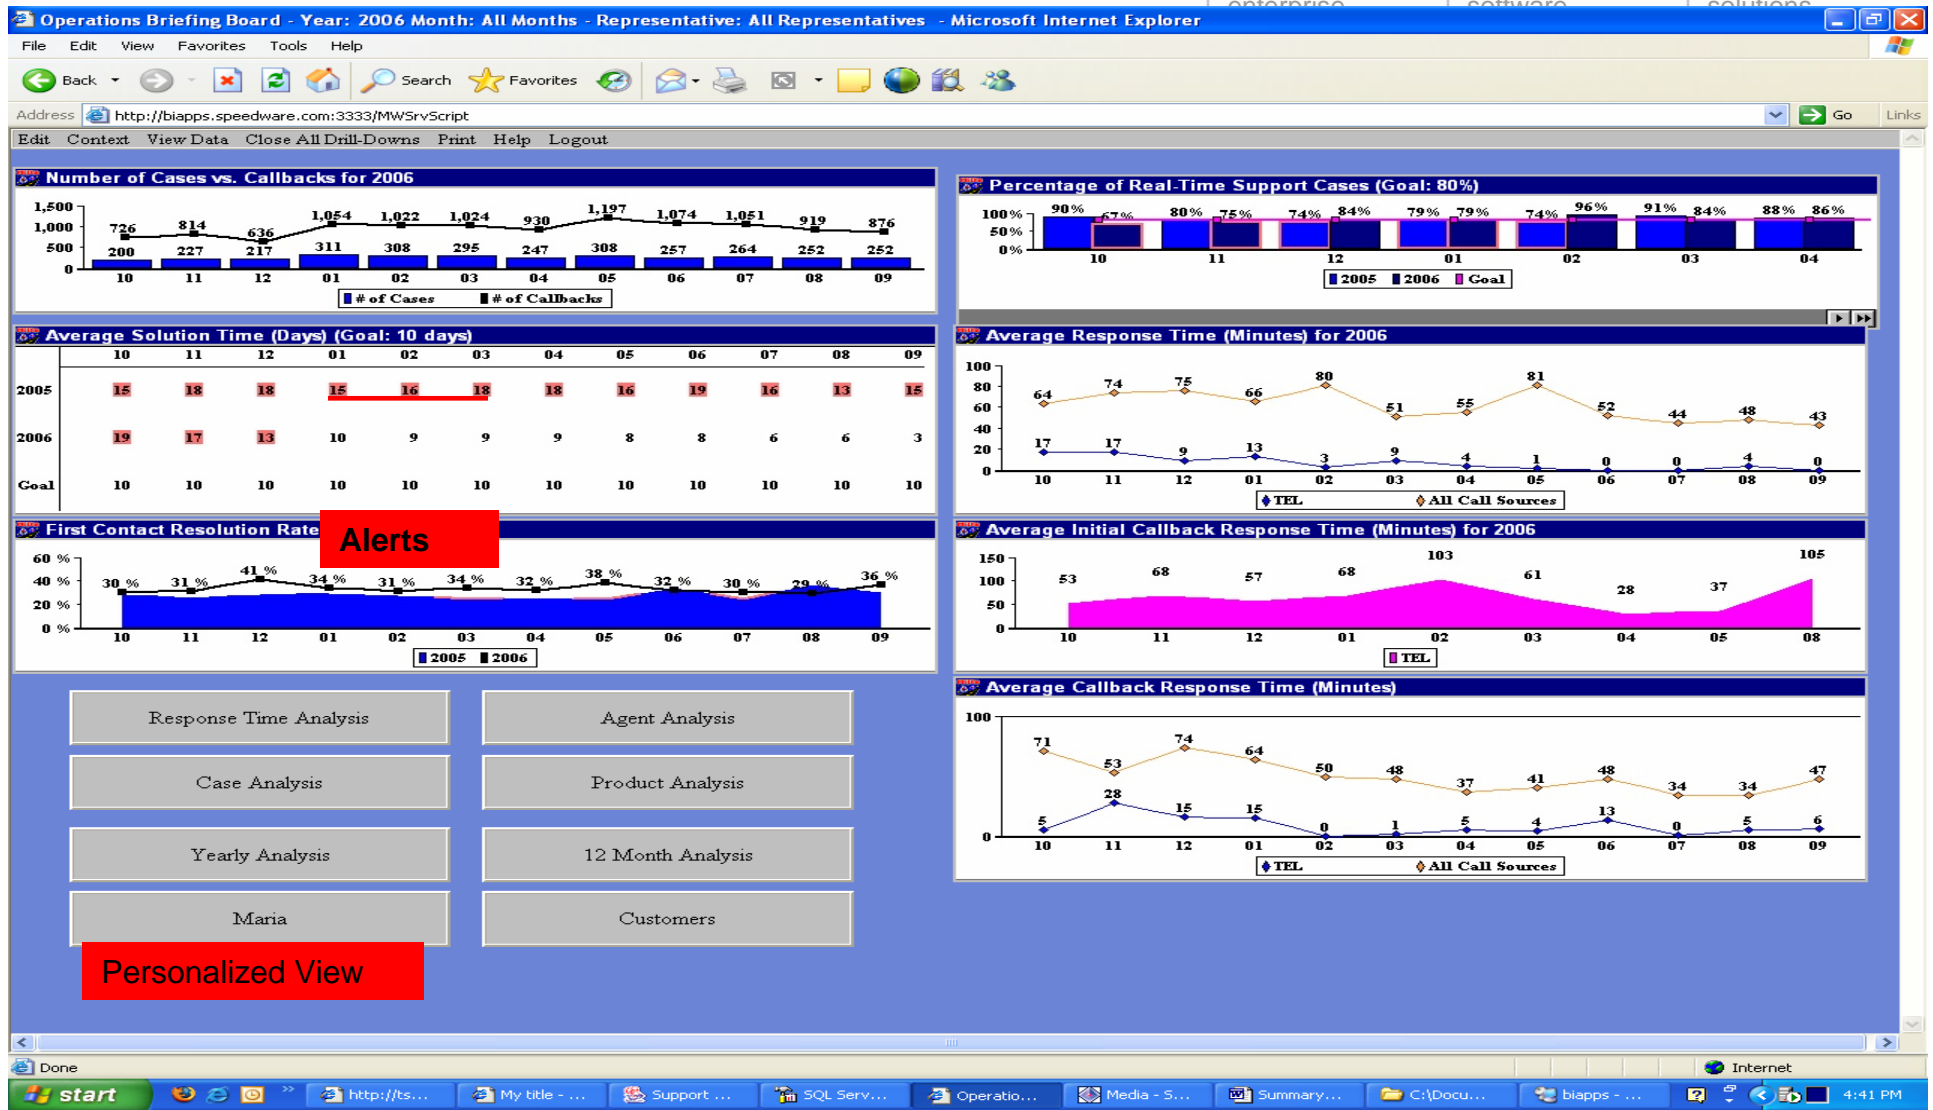 enterprise software solutions
Operations Briefing Board - Year: 2006 Month: All Months - Representative: All Representatives - Microsoft Internet Explorer
File Edit View Favorites Tools Help
Back Search Favorites
Address http://biapps.speedware.com:3333/MWSrvScript Go Links
Edit Context View Data Close All Drill-Downs Print Help Logout
Number of Cases vs. Callbacks for 2006
1,500
1,000
500
0
726 814 636 1,054 1,022 1,024 930 1,197 1,074 1,051 919 876
200 227 217 311 308 295 247 308 257 264 252 252
10 11 12 01 02 03 04 05 06 07 08 09
# of Cases # of Callbacks
Percentage of Real-Time Support Cases (Goal: 80%)
100%
50%
0%
90% 67% 80% 75% 74% 84% 79% 79% 74% 96% 91% 84% 88% 86%
10 11 12 01 02 03 04
2005 2006 Goal
Average Solution Time (Days) (Goal: 10 days)
10 11 12 01 02 03 04 05 06 07 08 09
2005 15 18 18 15 16 18 18 16 19 16 13 15
2006 19 17 13 10 9 9 9 8 8 6 6 3
Goal 10 10 10 10 10 10 10 10 10 10 10 10
Average Response Time (Minutes) for 2006
100
80
60
40
20
0
64 74 75 66 80 51 55 81 52 44 48 43
17 17 9 13 3 9 4 1 0 0 4 0
10 11 12 01 02 03 04 05 06 07 08 09
TEL All Call Sources
First Contact Resolution Rate
Alerts
60 %
40 %
20 %
0 %
30 % 31 % 41 % 34 % 31 % 34 % 32 % 38 % 32 % 30 % 29 % 36 %
10 11 12 01 02 03 04 05 06 07 08 09
2005 2006
Average Initial Callback Response Time (Minutes) for 2006
150
100
50
0
53 68 57 68 103 61 28 37 105
10 11 12 01 02 03 04 05 08
TEL
Average Callback Response Time (Minutes)
100
0
71 53 74 64 50 48 37 41 48 34 34 47
5 28 15 15 0 1 5 4 13 0 5 6
10 11 12 01 02 03 04 05 06 07 08 09
TEL All Call Sources
Response Time Analysis Agent Analysis
Case Analysis Product Analysis
Yearly Analysis 12 Month Analysis
Maria Customers
Personalized View
Done Internet
start http://ts... My title - ... Support ... SQL Serv... Operatio... Media - S... Summary... C:\Docu... biapps - ... 4:41 PM